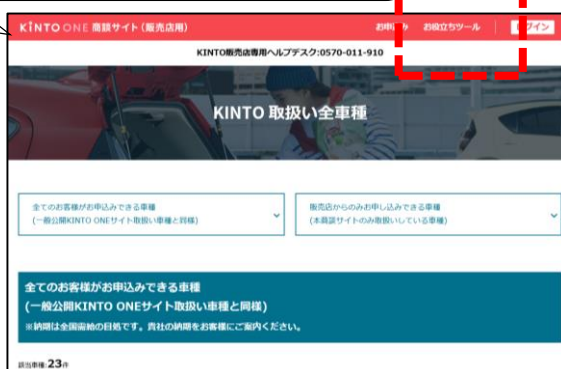 KINTO ONE 商談サイト(販売店用)
お申込み お役立ちツール ログイン
KINTO販売店専用ヘルプデスク:0570-011-910
KINTO 取扱い全車種
全てのお客様がお申込みできる車種
(一般公開KINTO ONEサイト取扱い車種と同様)
販売店からのみお申し込みできる車種
(本商談サイトのみ取扱いしている車種)
全てのお客様がお申込みできる車種
(一般公開KINTO ONEサイト取扱い車種と同様)
※納期は全国需給の目処です。貴社の納期をお客様にご案内ください。
該当車種:23件